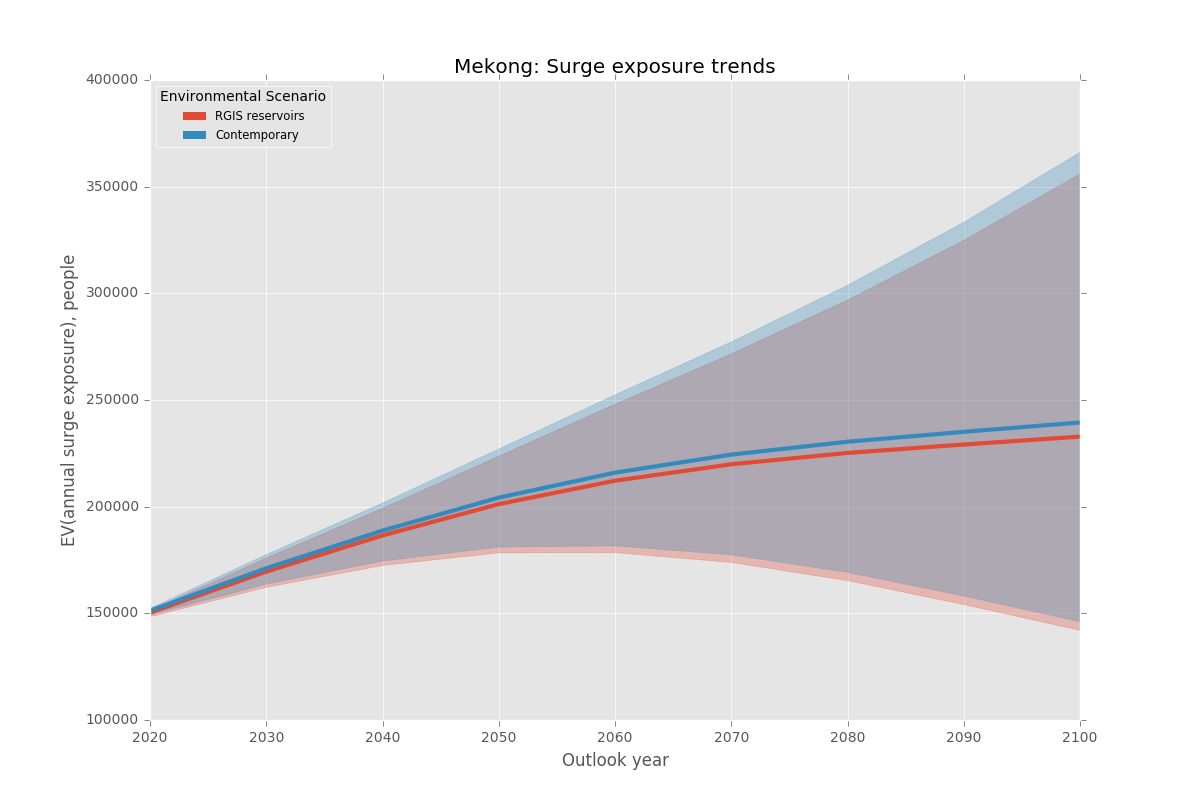 Mekong: Surge exposure trends
400000
350000
300000
250000
200000
150000
100000
EV(annual surge exposure), people
Environmental Scenario
RGIS reservoirs
Contemporary
2020 2030 2040 2050 2060 2070 2080 2090 2100
Outlook year